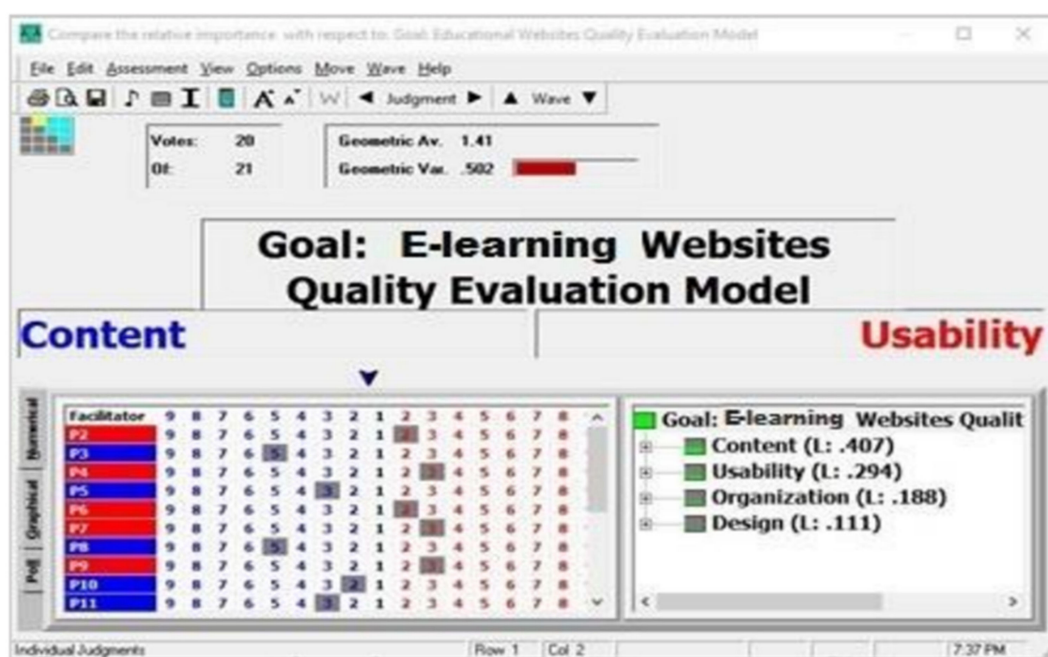 Compare the relative importance with respect to: Goal: Educational Websites Quality Evaluation Model
File Edit Assessment View Options Move Wave Help
A A Judgment Wave
Votes: 20
Of: 21
Geometric Av. 1.41
Geometric Var. .502
Goal: E-learning Websites
Quality Evaluation Model
Content
Usability
Numerical
Graphical
Poll
Facilitator 9 8 7 6 5 4 3 2 1 2 3 4 5 6 7 8
P2 9 8 7 6 5 4 3 2 1 2 3 4 5 6 7 8
P3 9 8 7 6 5 4 3 2 1 2 3 4 5 6 7 8
P4 9 8 7 6 5 4 3 2 1 2 3 4 5 6 7 8
P5 9 8 7 6 5 4 3 2 1 2 3 4 5 6 7 8
P6 9 8 7 6 5 4 3 2 1 2 3 4 5 6 7 8
P7 9 8 7 6 5 4 3 2 1 2 3 4 5 6 7 8
P8 9 8 7 6 5 4 3 2 1 2 3 4 5 6 7 8
P9 9 8 7 6 5 4 3 2 1 2 3 4 5 6 7 8
P10 9 8 7 6 5 4 3 2 1 2 3 4 5 6 7 8
P11 9 8 7 6 5 4 3 2 1 2 3 4 5 6 7 8
Goal: E-learning Websites Qualit
Content (L: .407)
Usability (L: .294)
Organization (L: .188)
Design (L: .111)
Individual Judgments Row 1 Col 2 7:37 PM